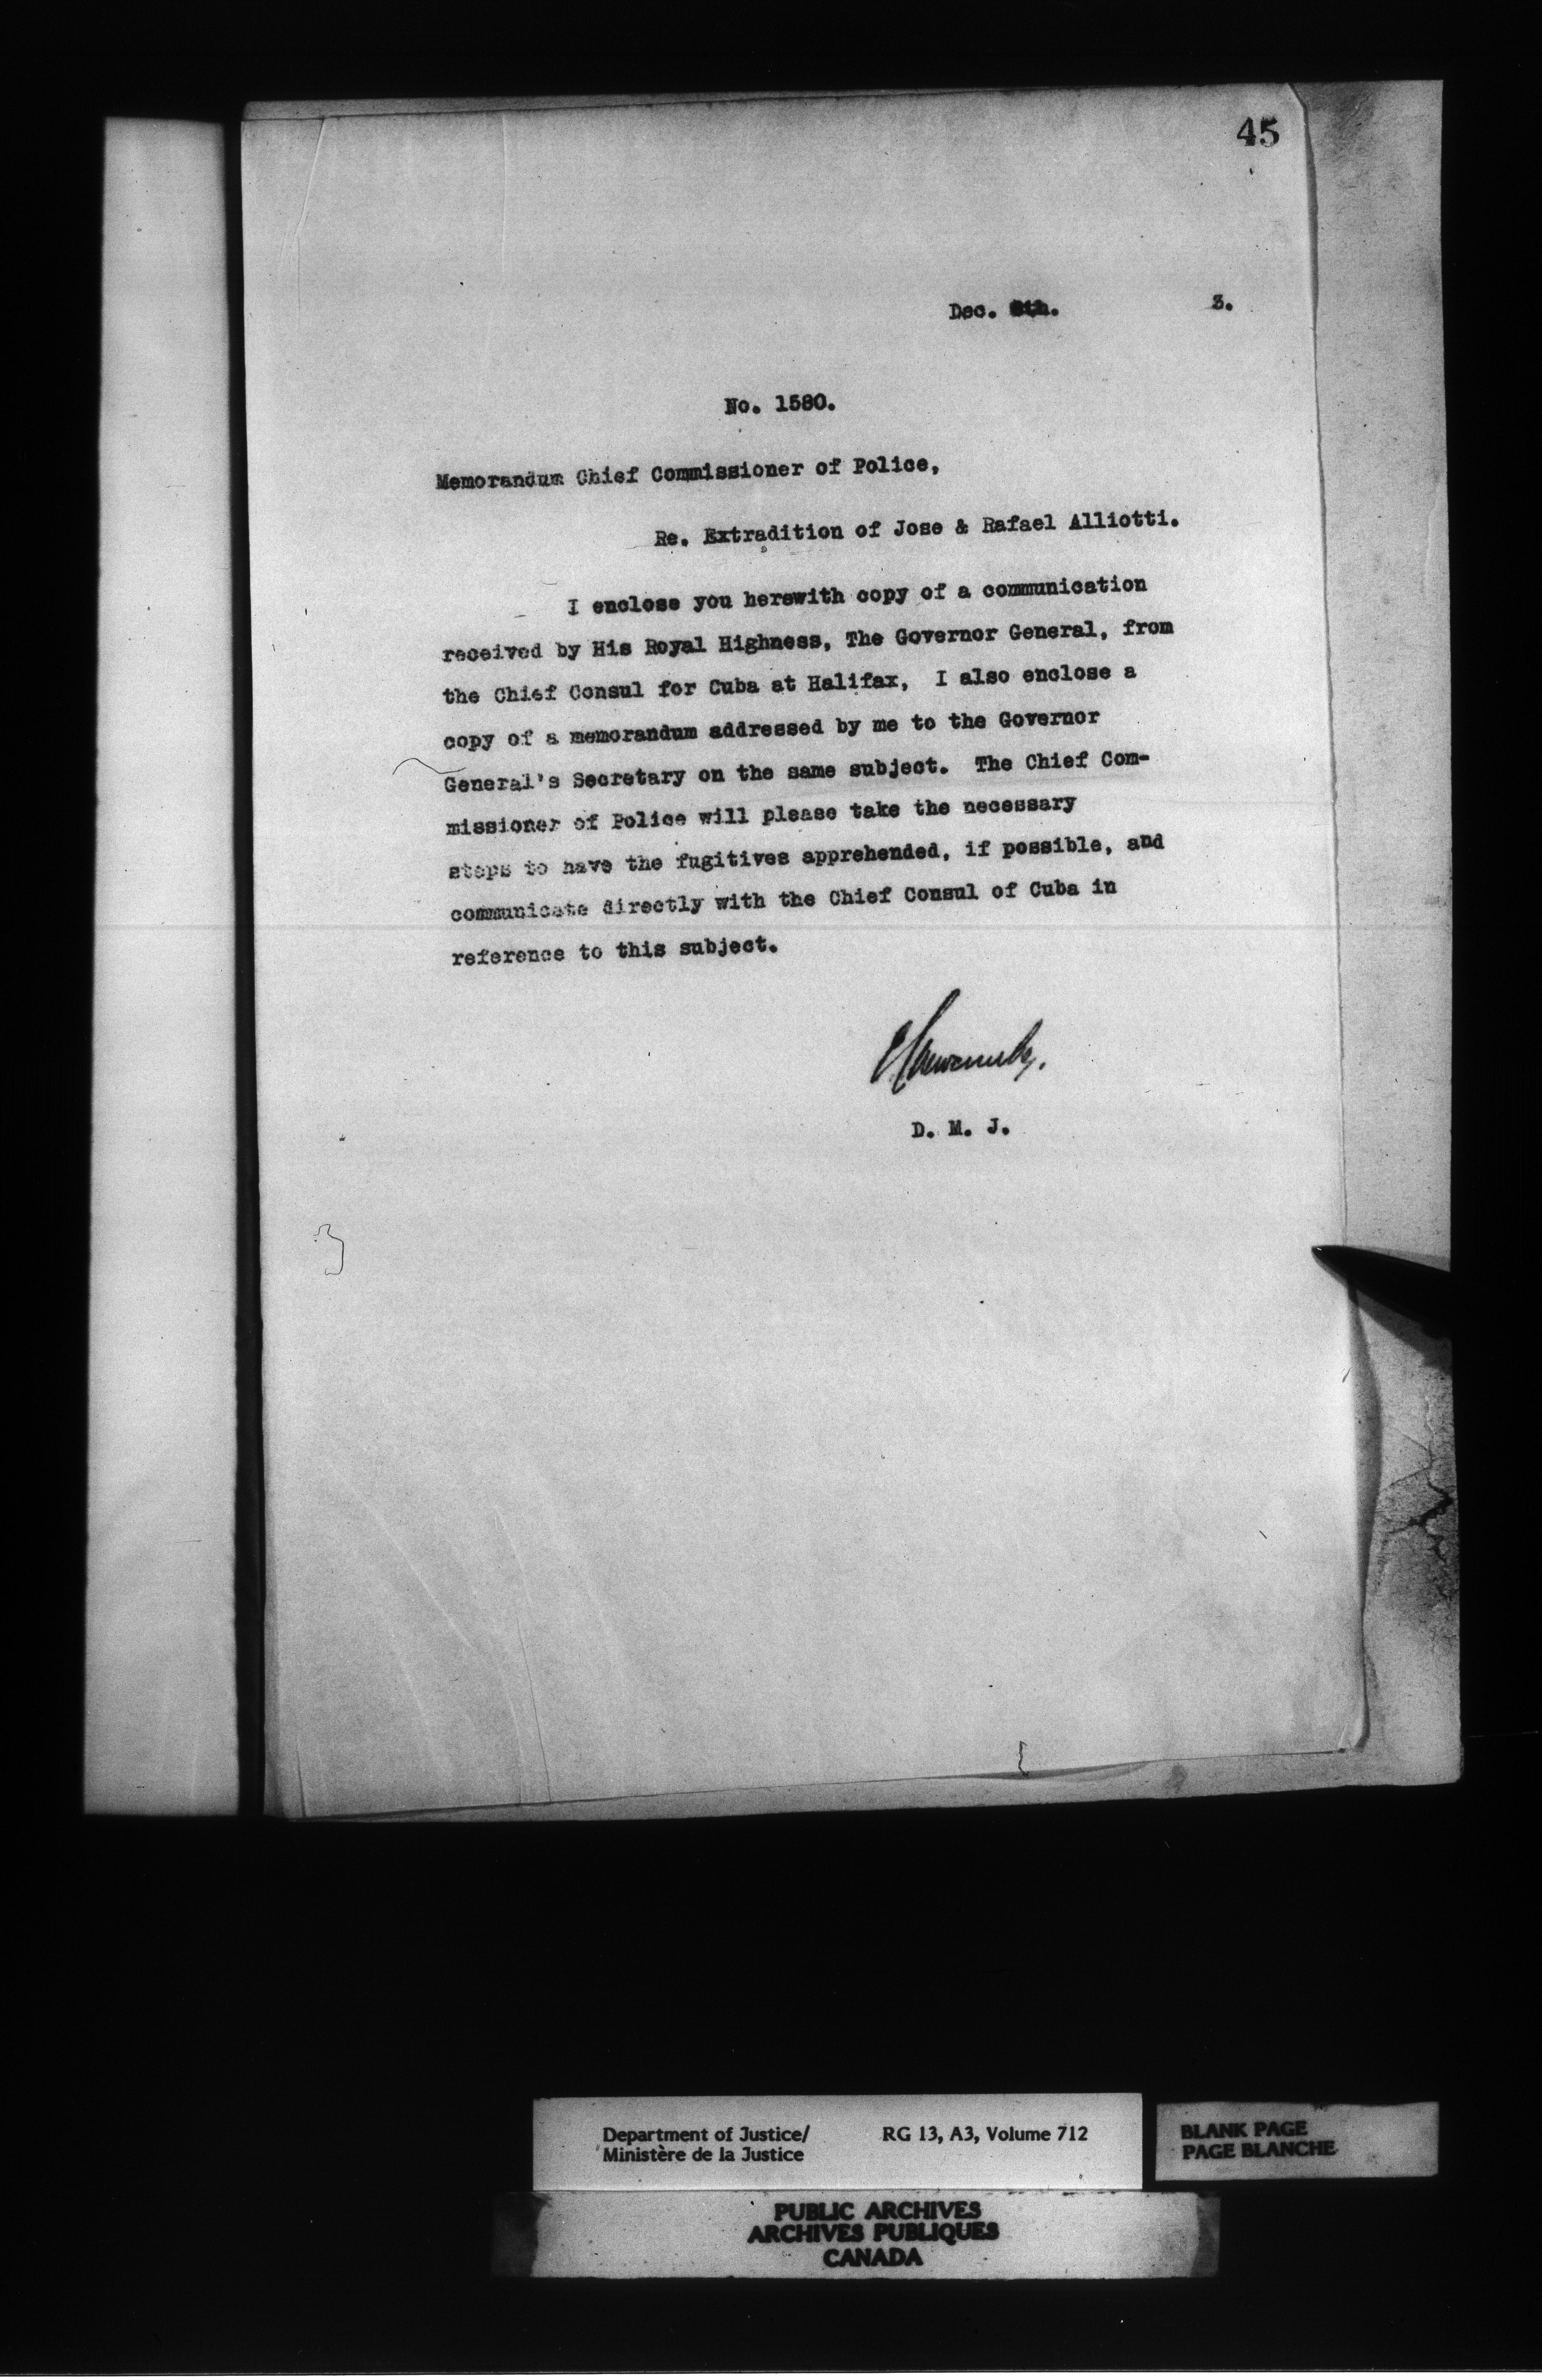 45
Dec. 3.
No. 1580.
Memorandum Chief Commissioner of Police,
Re. Extradition of Jose & Rafael Alliotti.
I enclose you herewith copy of a communication
received by His Royal Highness, The Governor General, from
the Chief Consul for Cuba at Halifax, I also enclose a
copy of a memorandum addressed by me to the Governor
General's Secretary on the same subject. The Chief Com-
missioner of Police will please take the necessary
steps to have the fugitives apprehended, if possible, and
communicate directly with the Chief Consul of Cuba in
reference to this subject.
D. M. J.
Department of Justice/ RG 13, A3, Volume 712
Ministère de la Justice
BLANK PAGE
PAGE BLANCHE
PUBLIC ARCHIVES
ARCHIVES PUBLIQUES
CANADA